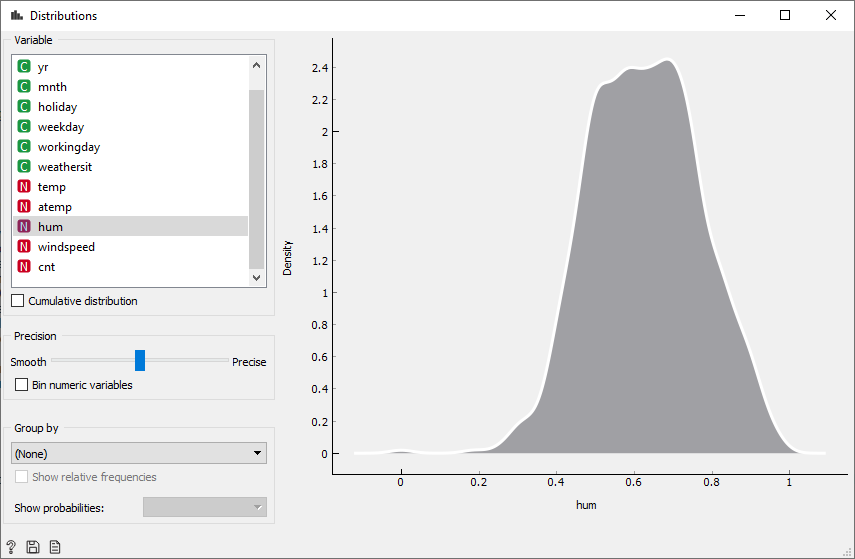 Distributions
Variable
C yr
C mnth
C holiday
C weekday
C workingday
C weathersit
N temp
N atemp
N hum
N windspeed
N cnt
Cumulative distribution
Precision
Smooth Precise
Bin numeric variables
Group by
(None)
Show relative frequencies
Show probabilities:
?
Density
2.4
2.2
2
1.8
1.6
1.4
1.2
1
0.8
0.6
0.4
0.2
0
0 0.2 0.4 0.6 0.8 1
hum